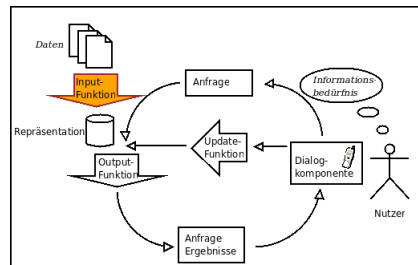 Daten
Input-
Funktion
Anfrage
Informations-
bedürfnis
Repräsentation
Update-
Funktion
Output-
Funktion
Dialog-
komponente
Nutzer
Anfrage
Ergebnisse